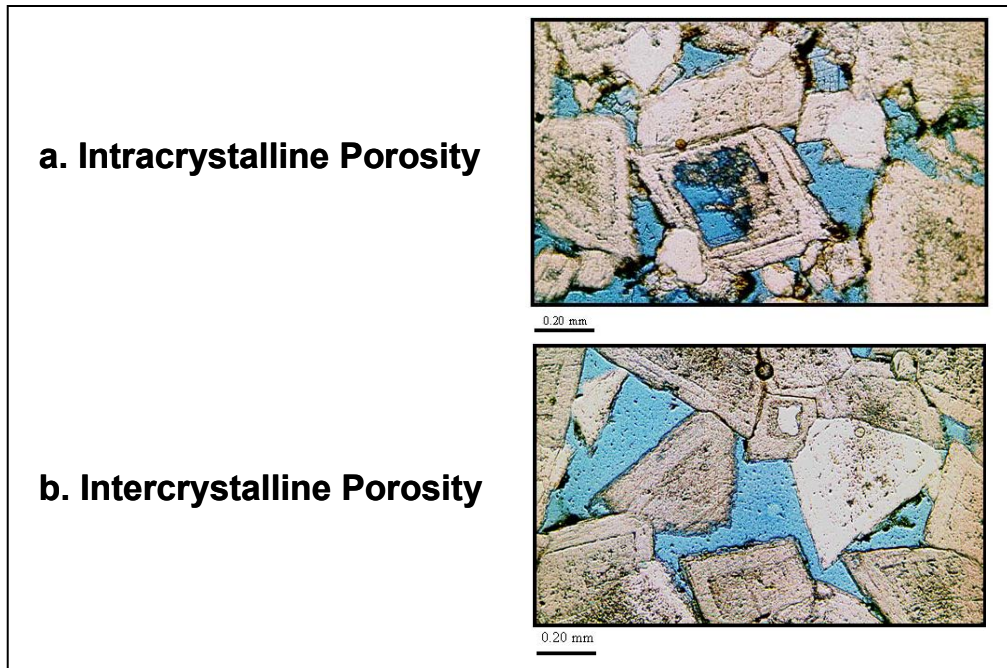 a. Intracrystalline Porosity
0.20 mm
b. Intercrystalline Porosity
0.20 mm